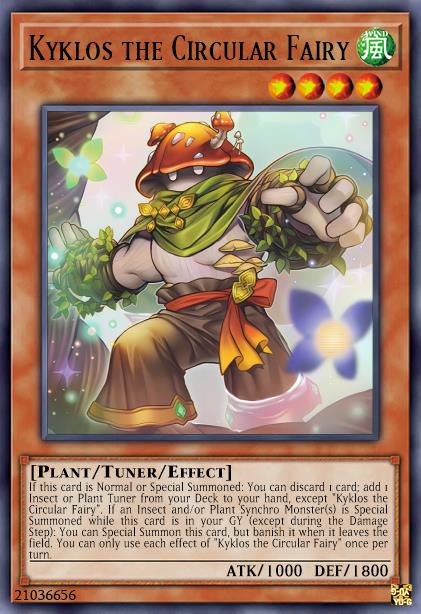 Kyklos the Circular Fairy
WIND
風
[Plant/Tuner/Effect]
If this card is Normal or Special Summoned: You can discard 1 card; add 1
Insect or Plant Tuner from your Deck to your hand, except "Kyklos the
Circular Fairy". If an Insect and/or Plant Synchro Monster(s) is Special
Summoned while this card is in your GY (except during the Damage
Step): You can Special Summon this card, but banish it when it leaves the
field. You can only use each effect of "Kyklos the Circular Fairy" once per
turn.
ATK/1000 DEF/1800
21036656